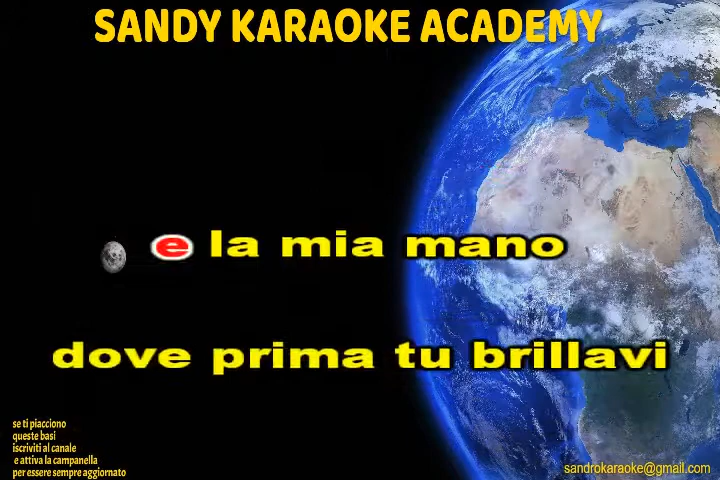 SANDY KARAOKE ACADEMY
e la mia mano
dove prima tu brillavi
se ti piacciono
queste basi
iscriviti al canale
e attiva la campanella
per essere sempre aggiornato
sandrokaraoke@gmail.com